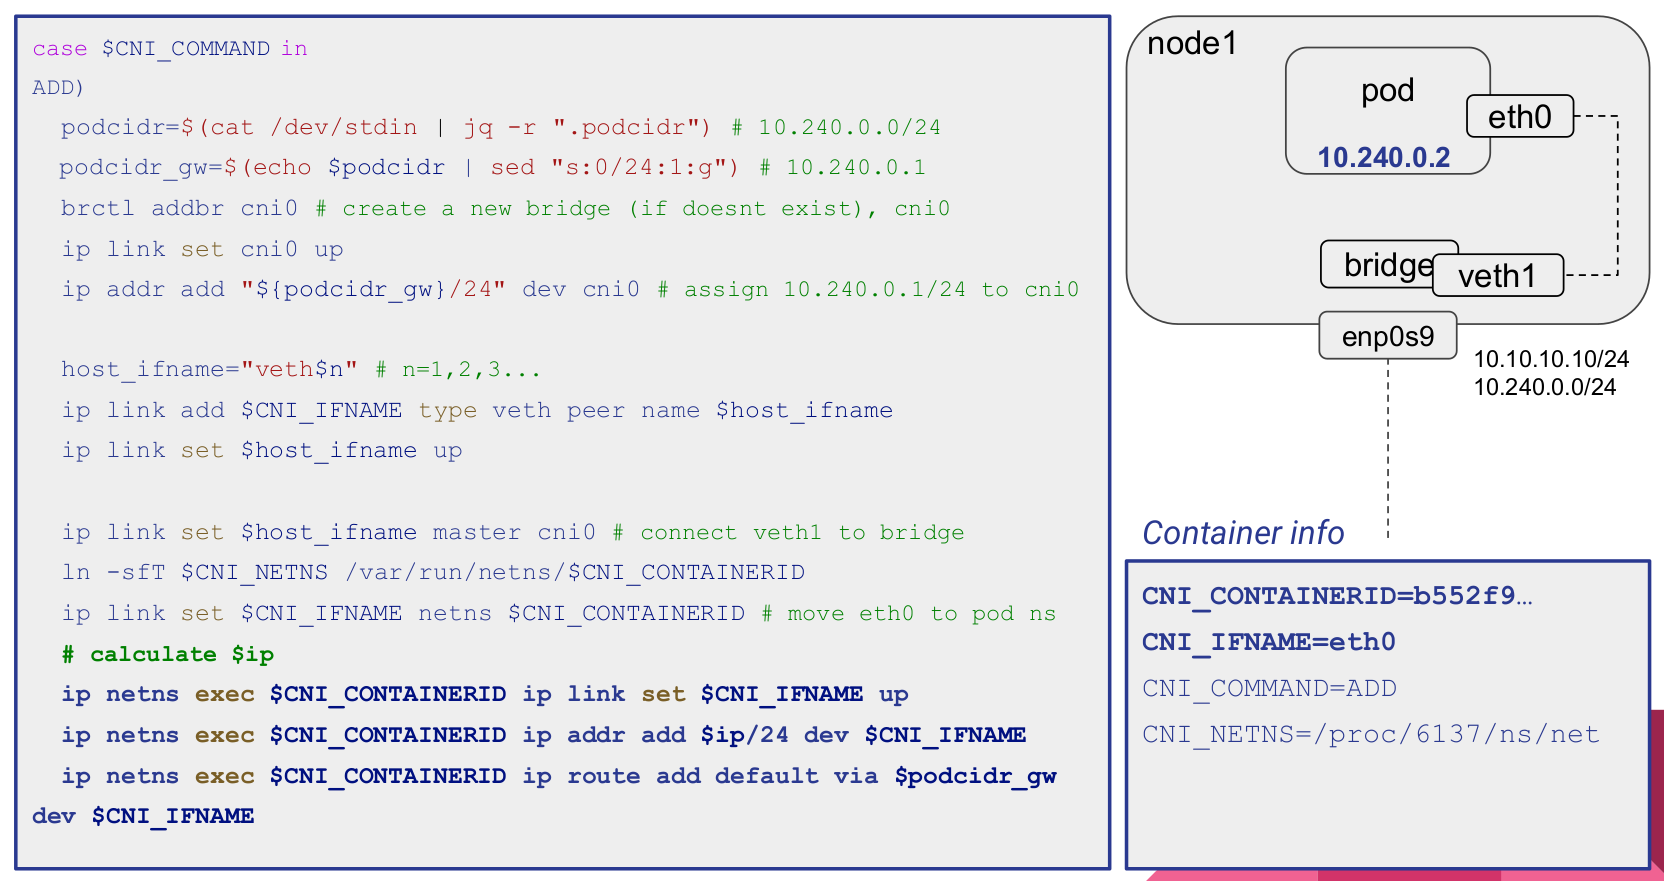 case $CNI_COMMAND in
ADD)
podcidr=$(cat /dev/stdin | jq -r ".podcidr") # 10.240.0.0/24
podcidr_gw=$(echo $podcidr | sed "s:0/24:1:g") # 10.240.0.1
brctl addbr cni0 # create a new bridge (if doesnt exist), cni0
ip link set cni0 up
ip addr add "${podcidr_gw}/24" dev cni0 # assign 10.240.0.1/24 to cni0
host_ifname="veth$n" # n=1,2,3...
ip link add $CNI_IFNAME type veth peer name $host_ifname
ip link set $host_ifname up
ip link set $host_ifname master cni0 # connect veth1 to bridge
ln -sfT $CNI_NETNS /var/run/netns/$CNI_CONTAINERID
ip link set $CNI_IFNAME netns $CNI_CONTAINERID # move eth0 to pod ns
# calculate $ip
ip netns exec $CNI_CONTAINERID ip link set $CNI_IFNAME up
ip netns exec $CNI_CONTAINERID ip addr add $ip/24 dev $CNI_IFNAME
ip netns exec $CNI_CONTAINERID ip route add default via $podcidr_gw
dev $CNI_IFNAME
node1
pod
eth0
10.240.0.2
bridge
veth1
enp0s9
10.10.10.10/24
10.240.0.0/24
Container info
CNI_CONTAINERID=b552f9…
CNI_IFNAME=eth0
CNI_COMMAND=ADD
CNI_NETNS=/proc/6137/ns/net